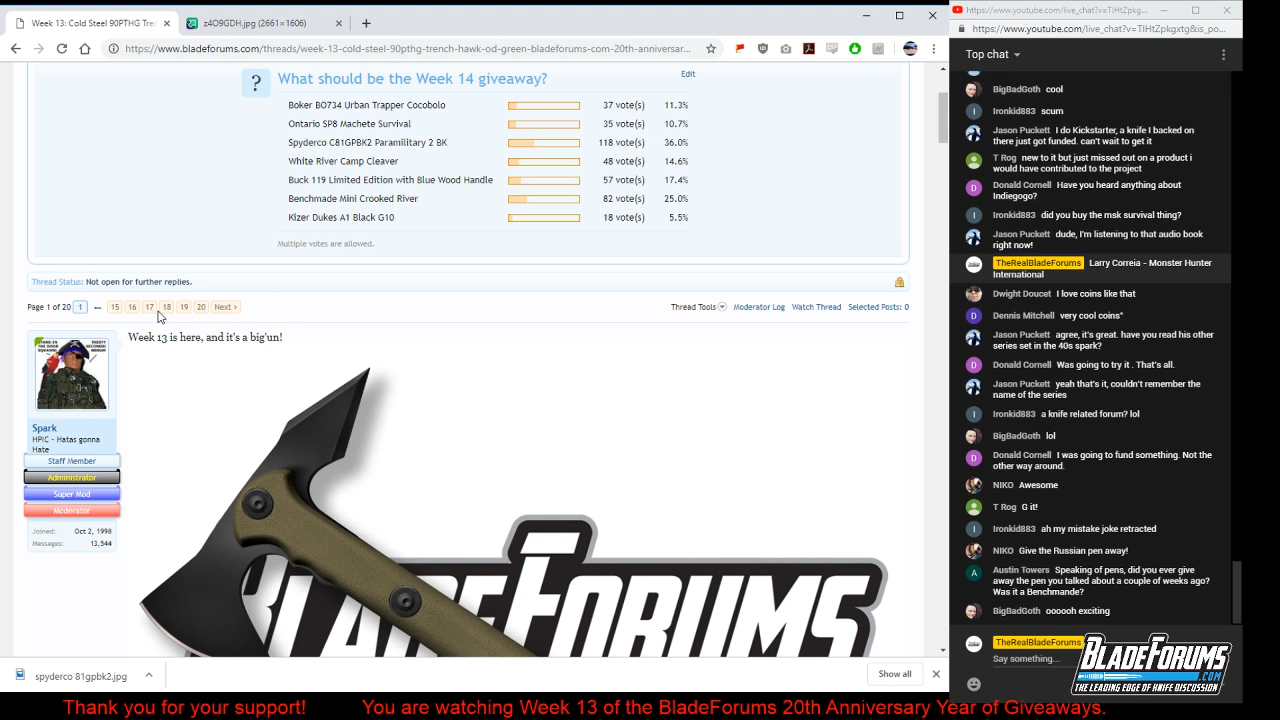 Week 13: Cold Steel 90PTHG Tre
z4O9GDH.jpg (2661×1606)
https://www.bladeforums.com/threads/week-13-cold-steel-90pthg-trench-hawk-od-green-bladeforums-com-20th-anniversar...
What should be the Week 14 giveaway?
Edit
Boker BO734 Urban Trapper Cocobolo 37 vote(s) 11.3%
Ontario SP8 Machete Survival 35 vote(s) 10.7%
Spyderco C81GPBK2 Paramilitary 2 BK 118 vote(s) 36.0%
White River Camp Cleaver 48 vote(s) 14.6%
Buck 119 Limited Edition with Blue Wood Handle 57 vote(s) 17.4%
Benchmade Mini Crooked River 82 vote(s) 25.0%
Kizer Dukes A1 Black G10 18 vote(s) 5.5%
Multiple votes are allowed.
Thread Status: Not open for further replies.
Page 1 of 20 1 ← 15 16 17 18 19 20 Next >
Thread Tools Moderator Log Watch Thread Selected Posts: 0
Week 13 is here, and it's a big'un!
Spark
HPIC - Hatas gonna
Hate
Staff Member
Administrator
Super Mod
Moderator
Joined: Oct 2, 1998
Messages: 13,544
BLADEFORUMS
spyderco 81gpbk2.jpg
Show all
https://www.youtube.com/live_chat?v=TIHtZpkg...
https://www.youtube.com/live_chat?v=TIHtZpkgxtg&is_po...
Top chat
BigBadGoth cool
Ironkid883 scum
Jason Puckett I do Kickstarter, a knife I backed on
there just got funded. can't wait to get it
T Rog new to it but just missed out on a product i
would have contributed to the project
Donald Cornell Have you heard anything about
Indiegogo?
Ironkid883 did you buy the msk survival thing?
Jason Puckett dude, I'm listening to that audio book
right now!
TheRealBladeForums Larry Correia - Monster Hunter
International
Dwight Doucet I love coins like that
Dennis Mitchell very cool coins"
Jason Puckett agree, it's great. have you read his other
series set in the 40s spark?
Donald Cornell Was going to try it . That's all.
Jason Puckett yeah that's it, couldn't remember the
name of the series
Ironkid883 a knife related forum? lol
BigBadGoth lol
Donald Cornell I was going to fund something. Not the
other way around.
NIKO Awesome
T Rog G it!
Ironkid883 ah my mistake joke retracted
NIKO Give the Russian pen away!
Austin Towers Speaking of pens, did you ever give
away the pen you talked about a couple of weeks ago?
Was it a Benchmande?
BigBadGoth oooooh exciting
TheRealBladeForums
Say something...
BLADEFORUMS
.COM
THE LEADING EDGE OF KNIFE DISCUSSION
Thank you for your support! You are watching Week 13 of the BladeForums 20th Anniversary Year of Giveaways.